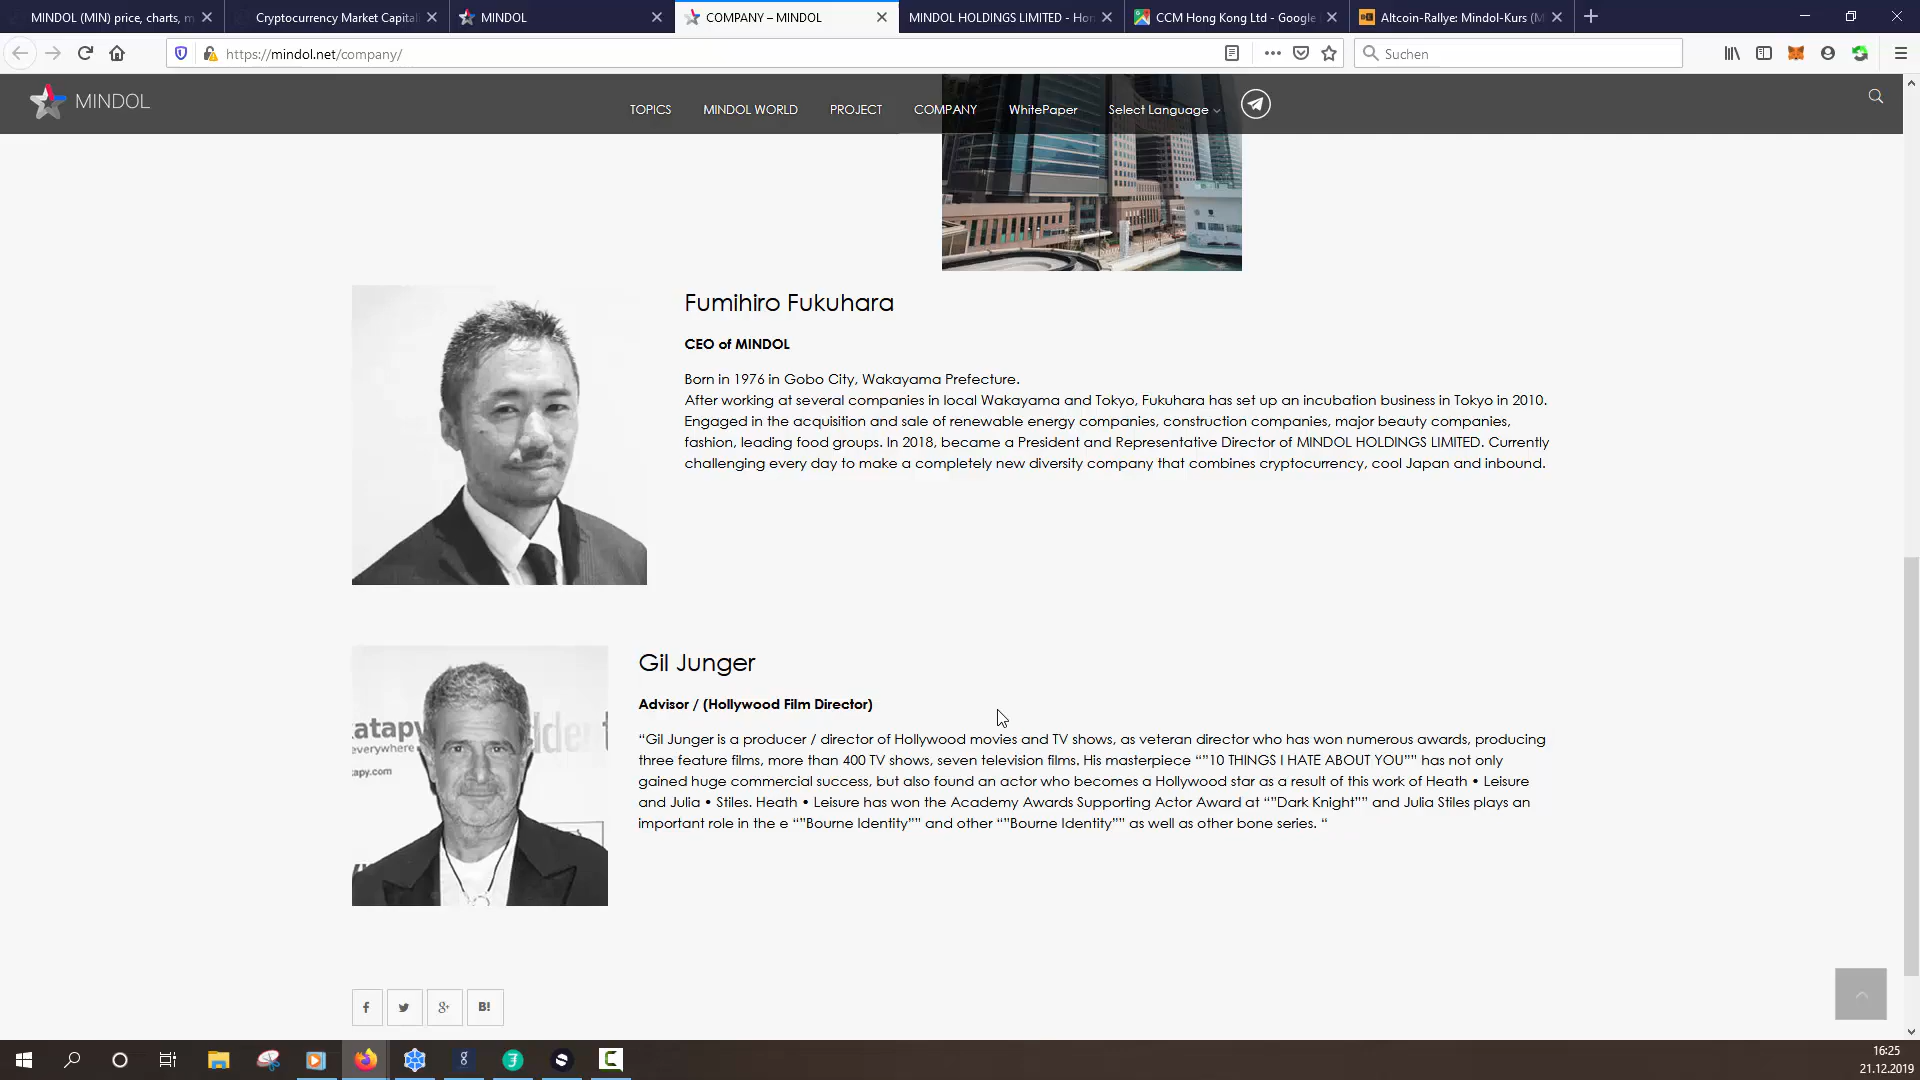 MINDOL (MIN) price, charts, m
Cryptocurrency Market Capital
MINDOL
COMPANY – MINDOL
MINDOL HOLDINGS LIMITED - Hon
CCM Hong Kong Ltd - Google
Altcoin-Rallye: Mindol-Kurs (M
https://mindol.net/company/
Suchen
MINDOL
TOPICS
MINDOL WORLD
PROJECT
COMPANY
WhitePaper
Select Language
Fumihiro Fukuhara
CEO of MINDOL
Born in 1976 in Gobo City, Wakayama Prefecture.
After working at several companies in local Wakayama and Tokyo, Fukuhara has set up an incubation business in Tokyo in 2010.
Engaged in the acquisition and sale of renewable energy companies, construction companies, major beauty companies,
fashion, leading food groups. In 2018, became a President and Representative Director of MINDOL HOLDINGS LIMITED. Currently
challenging every day to make a completely new diversity company that combines cryptocurrency, cool Japan and inbound.
atapy
everywhere
apy.com
dden
Gil Junger
Advisor / (Hollywood Film Director)
“Gil Junger is a producer / director of Hollywood movies and TV shows, as veteran director who has won numerous awards, producing
three feature films, more than 400 TV shows, seven television films. His masterpiece “”10 THINGS I HATE ABOUT YOU”” has not only
gained huge commercial success, but also found an actor who becomes a Hollywood star as a result of this work of Heath • Leisure
and Julia • Stiles. Heath • Leisure has won the Academy Awards Supporting Actor Award at “”Dark Knight”” and Julia Stiles plays an
important role in the e “”Bourne Identity”” and other “”Bourne Identity”” as well as other bone series. “
B!
16:25
21.12.2019